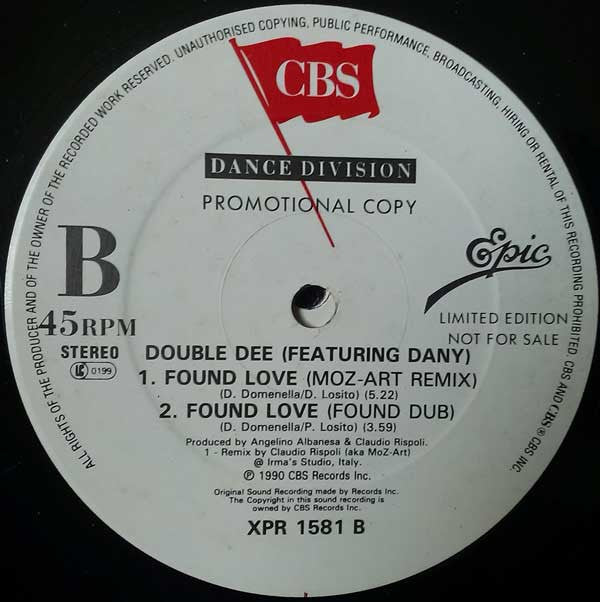 ALL RIGHTS OF THE PRODUCER AND OF THE OWNER OF THE RECORDED WORK RESERVED. UNAUTHORISED COPYING, PUBLIC PERFORMANCE, BROADCASTING, HIRING OR RENTAL OF THIS RECORDING PROHIBITED. CBS AND CBS ® CBS INC.
CBS
DANCE DIVISION
PROMOTIONAL COPY
B
Epic
45RPM
LIMITED EDITION
NOT FOR SALE
STEREO
LC 0199
DOUBLE DEE (FEATURING DANY)
1. FOUND LOVE (MOZ-ART REMIX)
(D. Domenella/D. Losito) (5.22)
2. FOUND LOVE (FOUND DUB)
(D. Domenella/P. Losito) (3.59)
Produced by Angelino Albanesa & Claudio Rispoli.
1 - Remix by Claudio Rispoli (aka MoZ-Art)
@ Irma's Studio, Italy.
℗ 1990 CBS Records Inc.
Original Sound Recording made by Records Inc.
The Copyright in this sound recording is
owned by CBS Records Inc.
XPR 1581 B